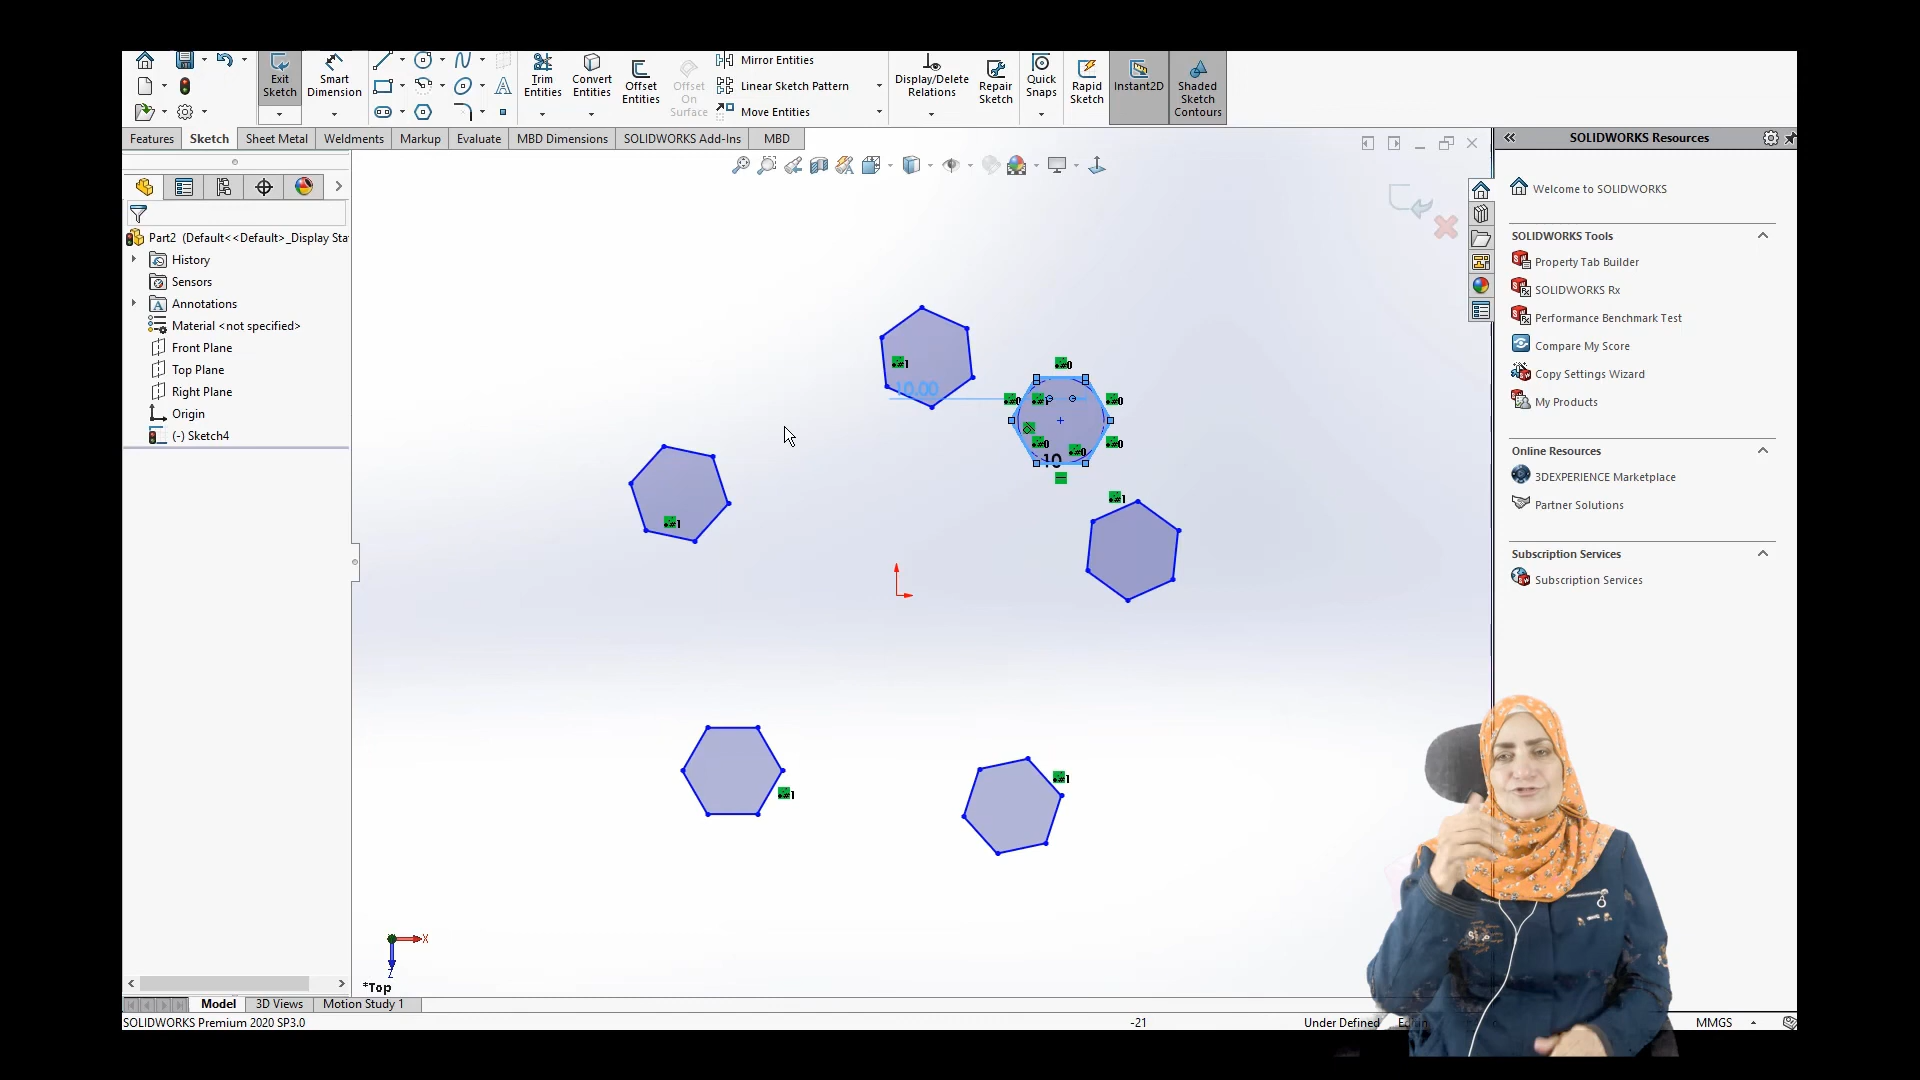 Exit Sketch
Smart Dimension
Trim Entities
Convert Entities
Offset Entities
Offset On Surface
Mirror Entities
Linear Sketch Pattern
Move Entities
Display/Delete Relations
Repair Sketch
Quick Snaps
Rapid Sketch
Instant2D
Shaded Sketch Contours
Features
Sketch
Sheet Metal
Weldments
Markup
Evaluate
MBD Dimensions
SOLIDWORKS Add-Ins
MBD
Part2 (Default<<Default>_Display Sta
History
Sensors
Annotations
Material <not specified>
Front Plane
Top Plane
Right Plane
Origin
(-) Sketch4
10.00
10
X
Z
*Top
SOLIDWORKS Resources
Welcome to SOLIDWORKS
SOLIDWORKS Tools
Property Tab Builder
SOLIDWORKS Rx
Performance Benchmark Test
Compare My Score
Copy Settings Wizard
My Products
Online Resources
3DEXPERIENCE Marketplace
Partner Solutions
Subscription Services
Subscription Services
Model
3D Views
Motion Study 1
SOLIDWORKS Premium 2020 SP3.0
-21
Under Defined
MMGS